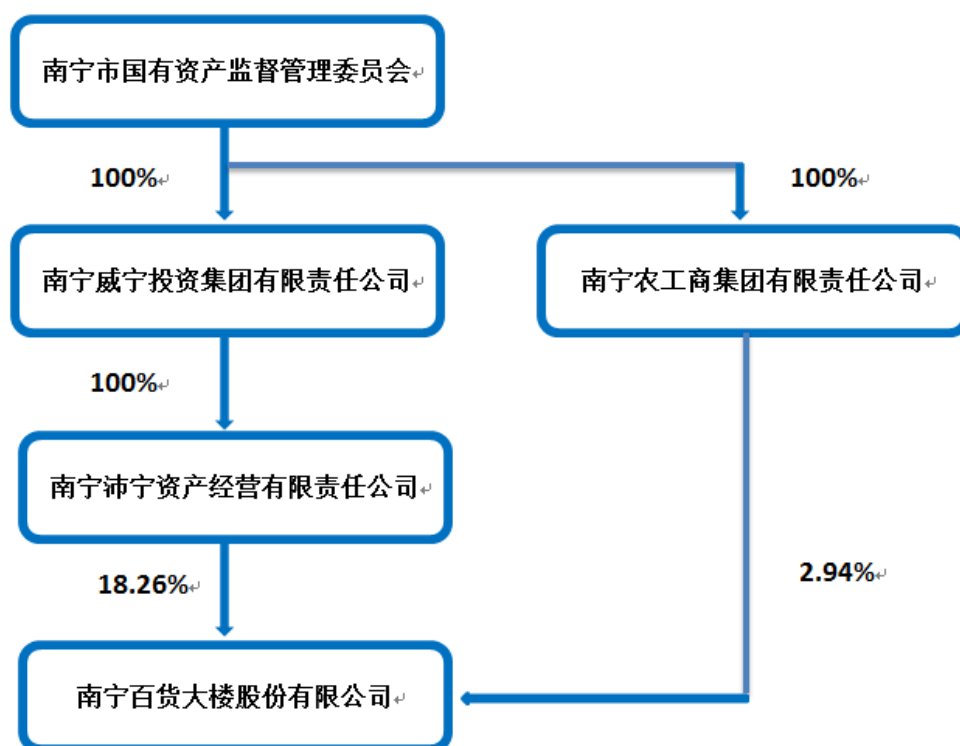 南宁市国有资产监督管理委员会
100%
100%
南宁威宁投资集团有限责任公司
南宁农工商集团有限责任公司
100%
南宁沛宁资产经营有限责任公司
18.26%
2.94%
南宁百货大楼股份有限公司